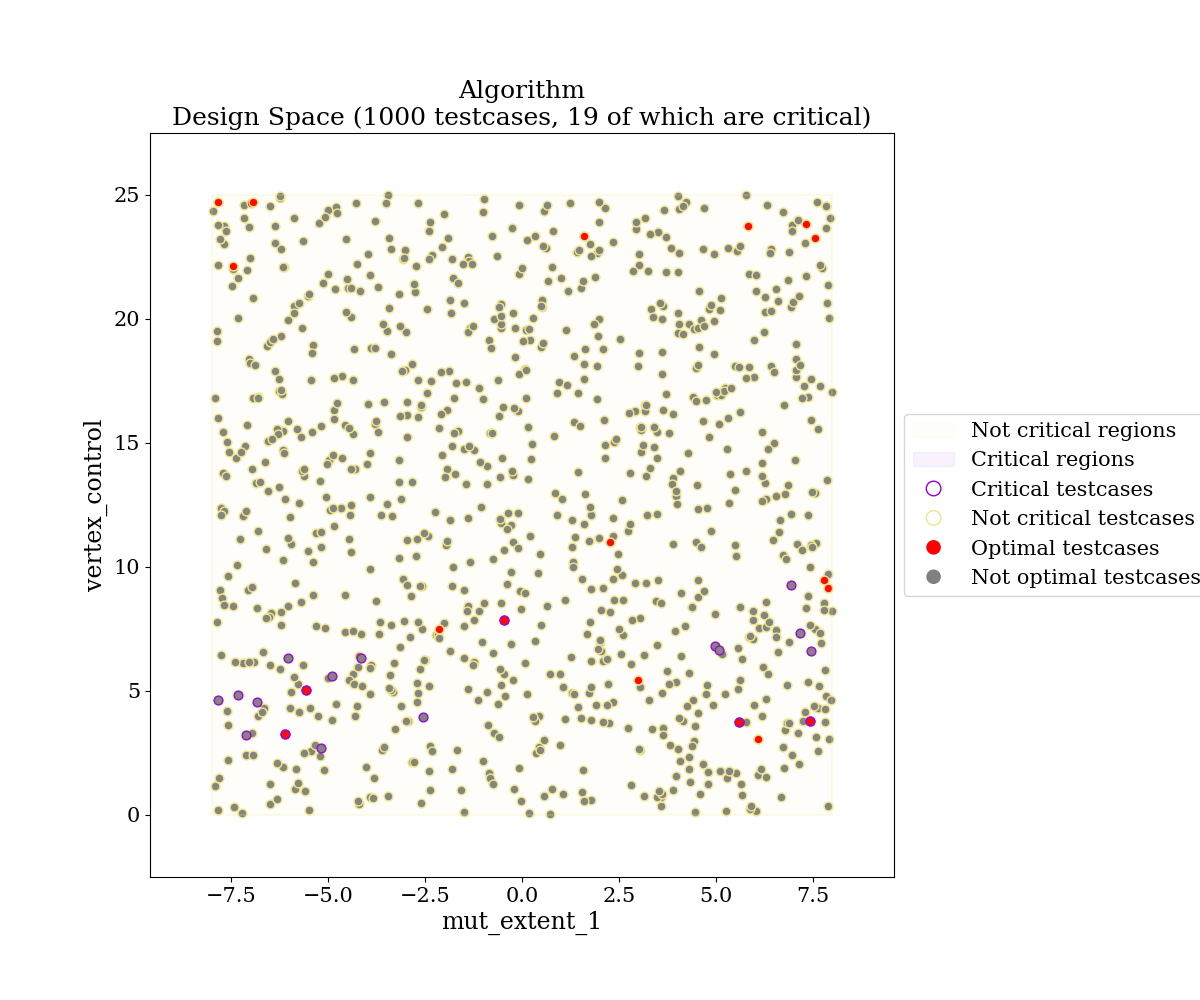 Algorithm
Design Space (1000 testcases, 19 of which are critical)
25
20
15
10
5
0
vertex_control
−7.5
−5.0
−2.5
0.0
2.5
5.0
7.5
mut_extent_1
Not critical regions
Critical regions
Critical testcases
Not critical testcases
Optimal testcases
Not optimal testcases